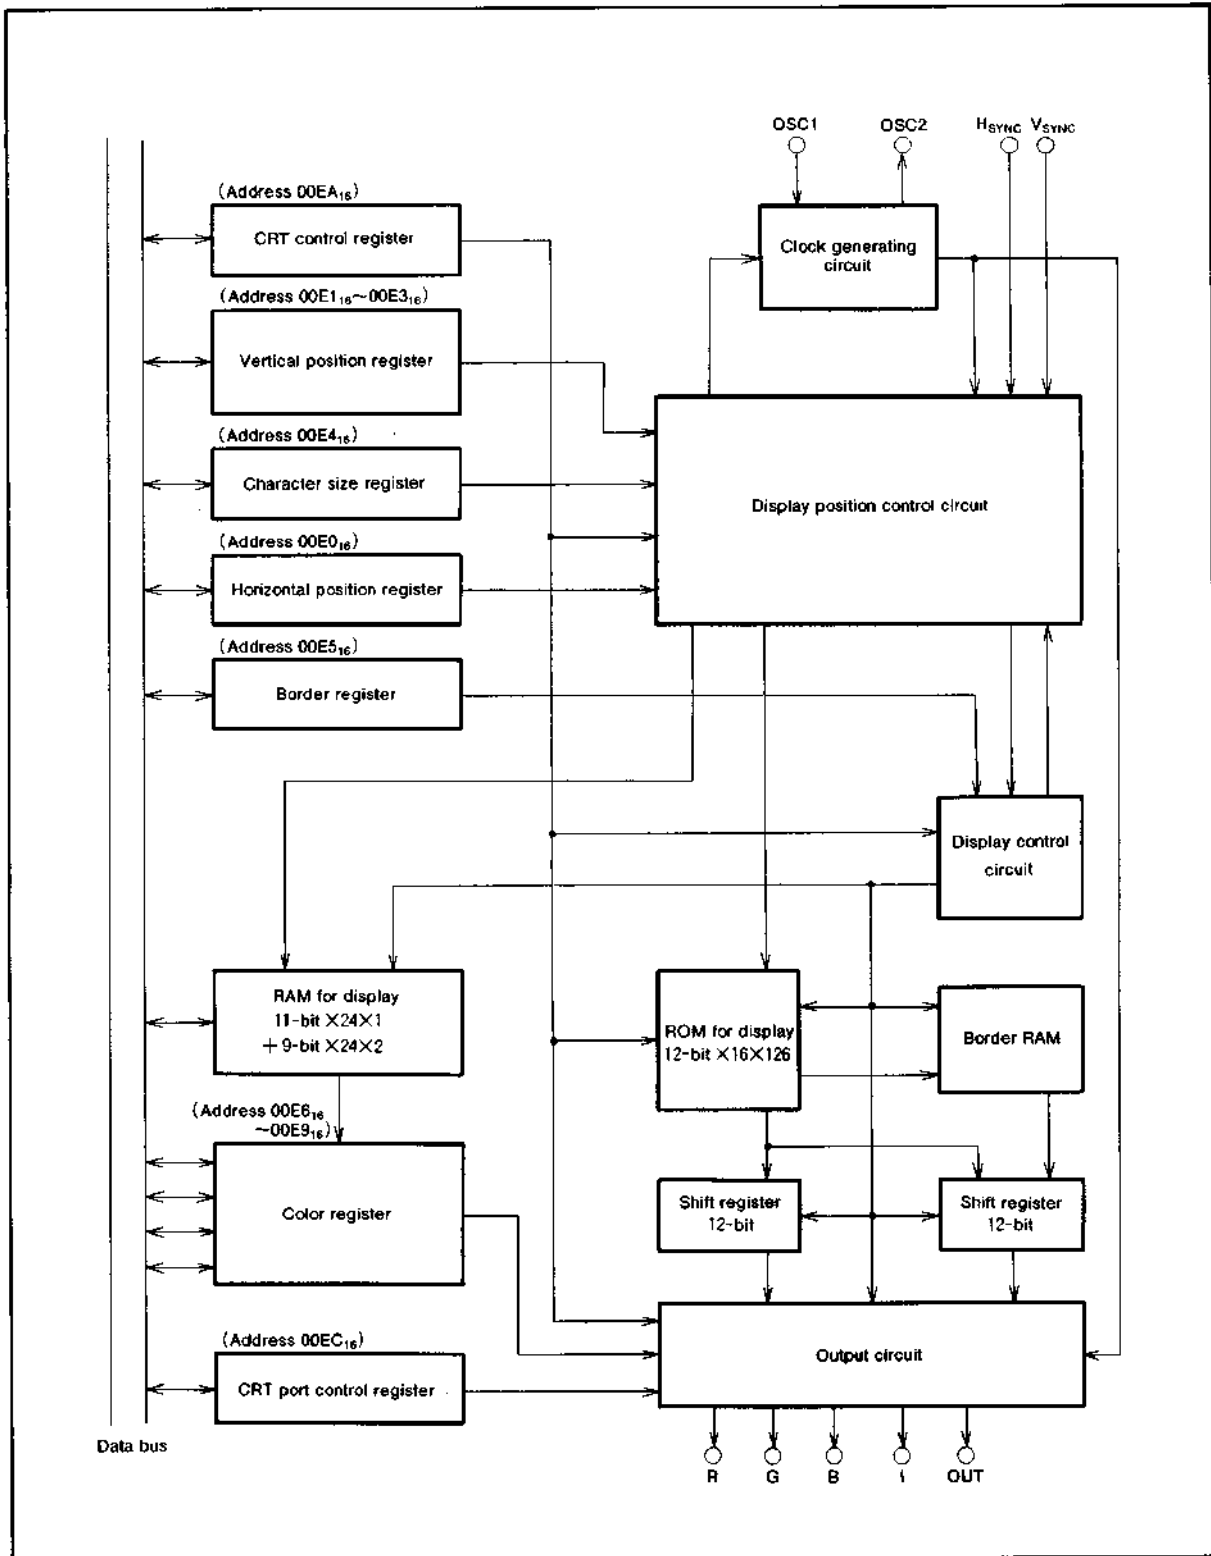 OSC1 OSC2 HSYNC VSYNC
(Address 00EA16)
CRT control register
Clock generating
circuit
(Address 00E116~00E316)
Vertical position register
(Address 00E416)
Character size register
Display position control circuit
(Address 00E016)
Horizontal position register
(Address 00E516)
Border register
Display control
circuit
RAM for display
11-bit ×24×1
+9-bit ×24×2
ROM for display
12-bit ×16×126
Border RAM
(Address 00E616
~00E916)
Color register
Shift register
12-bit
Shift register
12-bit
(Address 00EC16)
CRT port control register
Output circuit
Data bus
R G B I OUT